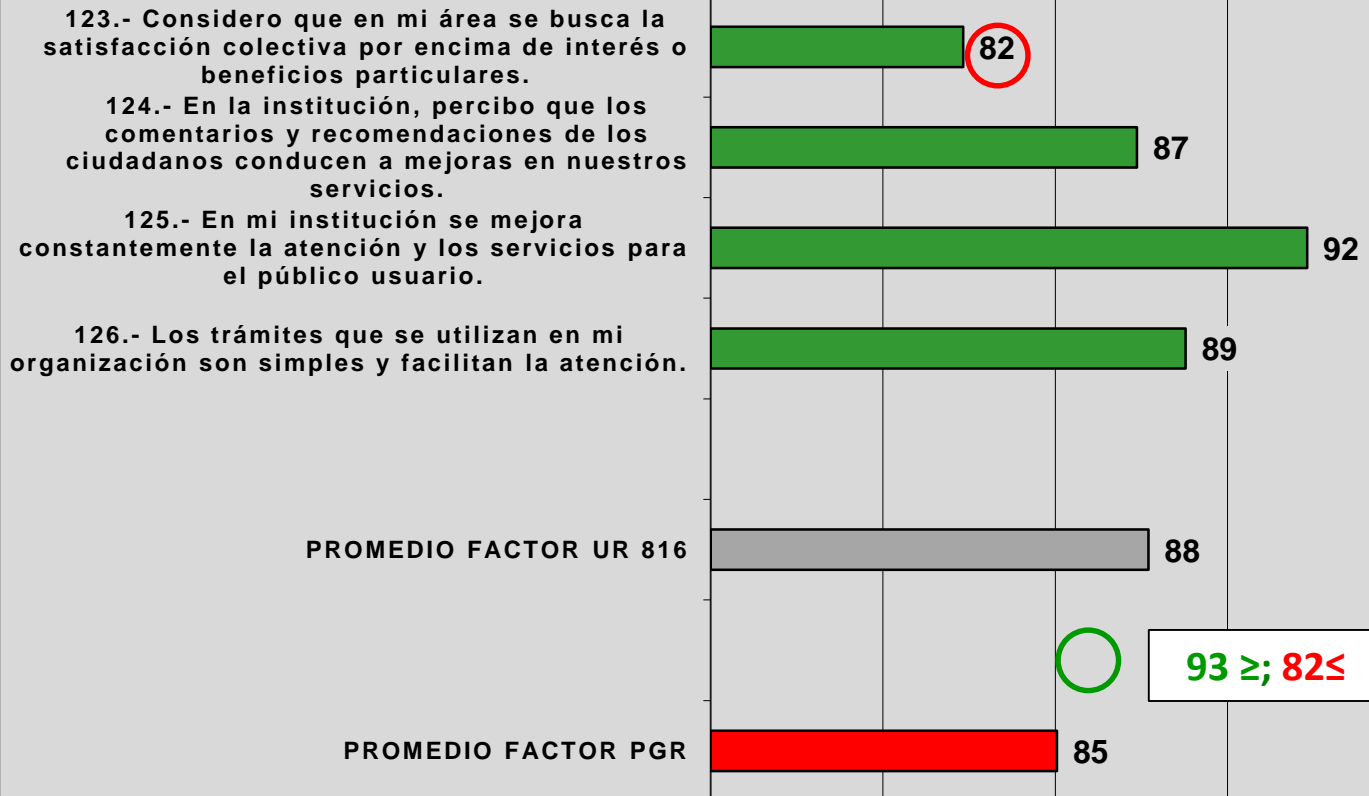 123.- Considero que en mi área se busca la
satisfacción colectiva por encima de interés o
beneficios particulares.
82
124.- En la institución, percibo que los
comentarios y recomendaciones de los
ciudadanos conducen a mejoras en nuestros
servicios.
87
125.- En mi institución se mejora
constantemente la atención y los servicios para
el público usuario.
92
126.- Los trámites que se utilizan en mi
organización son simples y facilitan la atención.
89
PROMEDIO FACTOR UR 816
88
93 ≥; 82≤
PROMEDIO FACTOR PGR
85